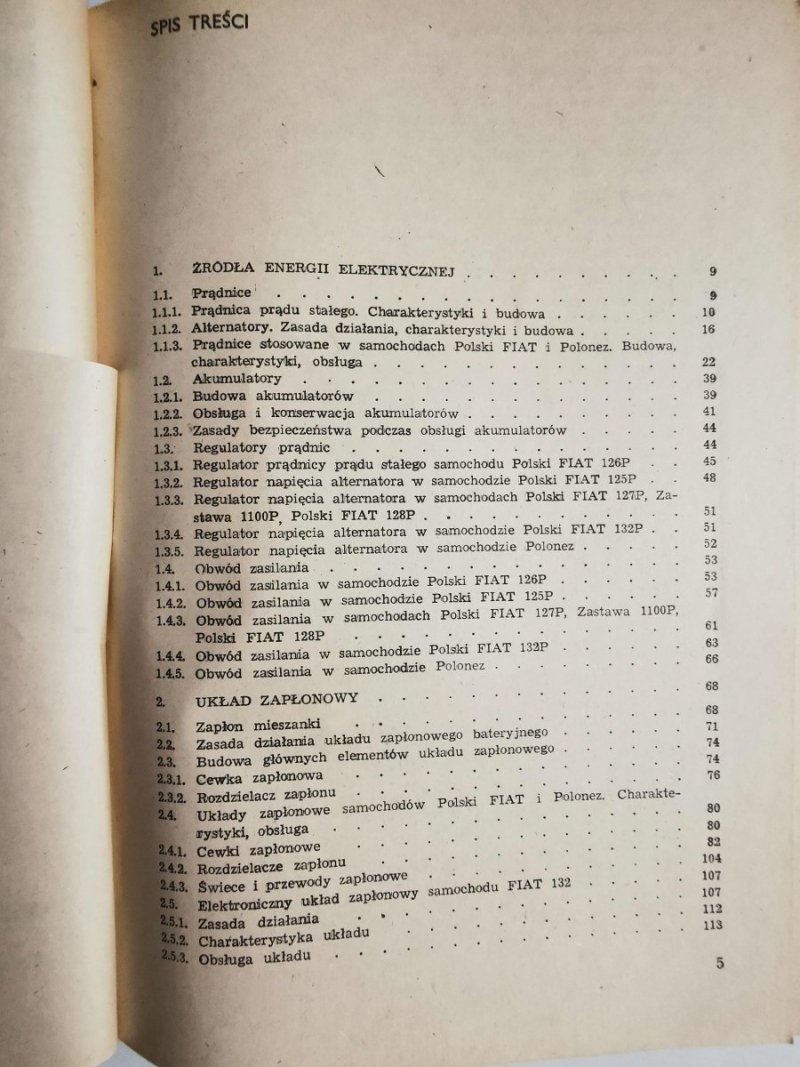 SPIS TREŚCI
1. ŹRÓDŁA ENERGII ELEKTRYCZNEJ . . . . . . . . . . 9
1.1. Prądnice . . . . . . . . . . . . . . . . 9
1.1.1. Prądnica prądu stałego. Charakterystyki i budowa . . . . . . 10
1.1.2. Alternatory. Zasada działania, charakterystyki i budowa . . . . . 16
1.1.3. Prądnice stosowane w samochodach Polski FIAT i Polonez. Budowa,
charakterystyki, obsługa . . . . . . . . . . . . . 22
1.2. Akumulatory . . . . . . . . . . . . . . . 39
1.2.1. Budowa akumulatorów . . . . . . . . . . . . 39
1.2.2. Obsługa i konserwacja akumulatorów . . . . . . . . . 41
1.2.3. Zasady bezpieczeństwa podczas obsługi akumulatorów . . . . . 44
1.3. Regulatory prądnic . . . . . . . . . . . . . 44
1.3.1. Regulator prądnicy prądu stałego samochodu Polski FIAT 126P . . 45
1.3.2. Regulator napięcia alternatora w samochodzie Polski FIAT 125P . . 48
1.3.3. Regulator napięcia alternatora w samochodach Polski FIAT 127P, Za-
stawa 1100P, Polski FIAT 128P . . . . . . . . . . . 51
1.3.4. Regulator napięcia alternatora w samochodzie Polski FIAT 132P . . 51
1.3.5. Regulator napięcia alternatora w samochodzie Polonez . . . . . 52
1.4. Obwód zasilania . . . . . . . . . . . . . . 53
1.4.1. Obwód zasilania w samochodzie Polski FIAT 126P . . . . . . 53
1.4.2. Obwód zasilania w samochodzie Polski FIAT 125P . . . . . . 57
1.4.3. Obwód zasilania w samochodach Polski FIAT 127P, Zastawa 1100P,
Polski FIAT 128P . . . . . . . . . . . . . . 61
1.4.4. Obwód zasilania w samochodzie Polski FIAT 132P . . . . . . 63
1.4.5. Obwód zasilania w samochodzie Polonez . . . . . . . . 66
2. UKŁAD ZAPŁONOWY . . . . . . . . . . . . . 68
2.1. Zapłon mieszanki . . . . . . . . . . . . . . 68
2.2. Zasada działania układu zapłonowego bateryjnego . . . . . . 71
2.3. Budowa głównych elementów układu zapłonowego . . . . . . 74
2.3.1. Cewka zapłonowa . . . . . . . . . . . . . . 74
2.3.2. Rozdzielacz zapłonu . . . . . . . . . . . . . 76
2.4. Układy zapłonowe samochodów Polski FIAT i Polonez. Charakte-
rystyki, obsługa . . . . . . . . . . . . . . 80
2.4.1. Cewki zapłonowe . . . . . . . . . . . . . . 80
2.4.2. Rozdzielacze zapłonu . . . . . . . . . . . . . 82
2.4.3. Świece i przewody zapłonowe . . . . . . . . . . . 104
2.5. Elektroniczny układ zapłonowy samochodu FIAT 132 . . . . . 107
2.5.1. Zasada działania . . . . . . . . . . . . . . 107
2.5.2. Charakterystyka układu . . . . . . . . . . . . 112
2.5.3. Obsługa układu . . . . . . . . . . . . . . 113
5